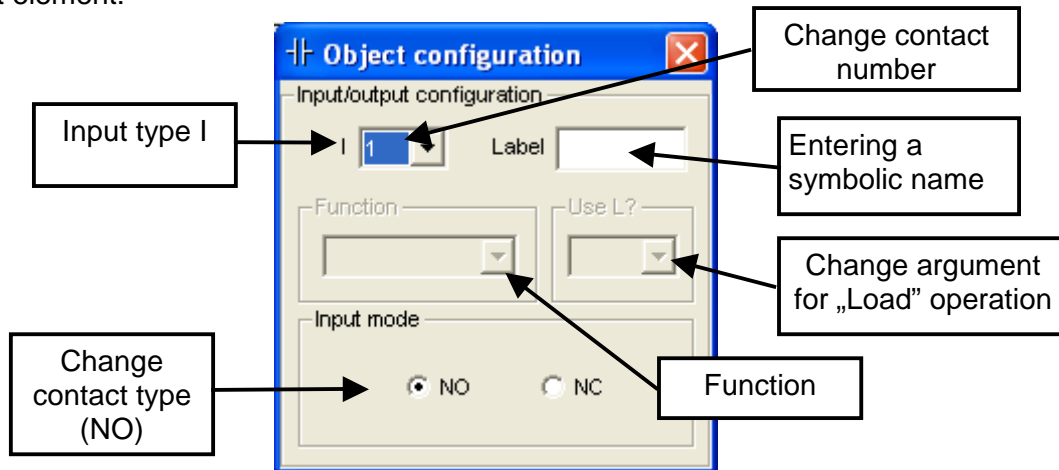 t element.
Object configuration
Change contact
number
Input/output configuration
Input type I
I 1 Label
Entering a
symbolic name
Function
Use L?
Change argument
for „Load” operation
Input mode
Change
contact type
(NO)
NO NC
Function